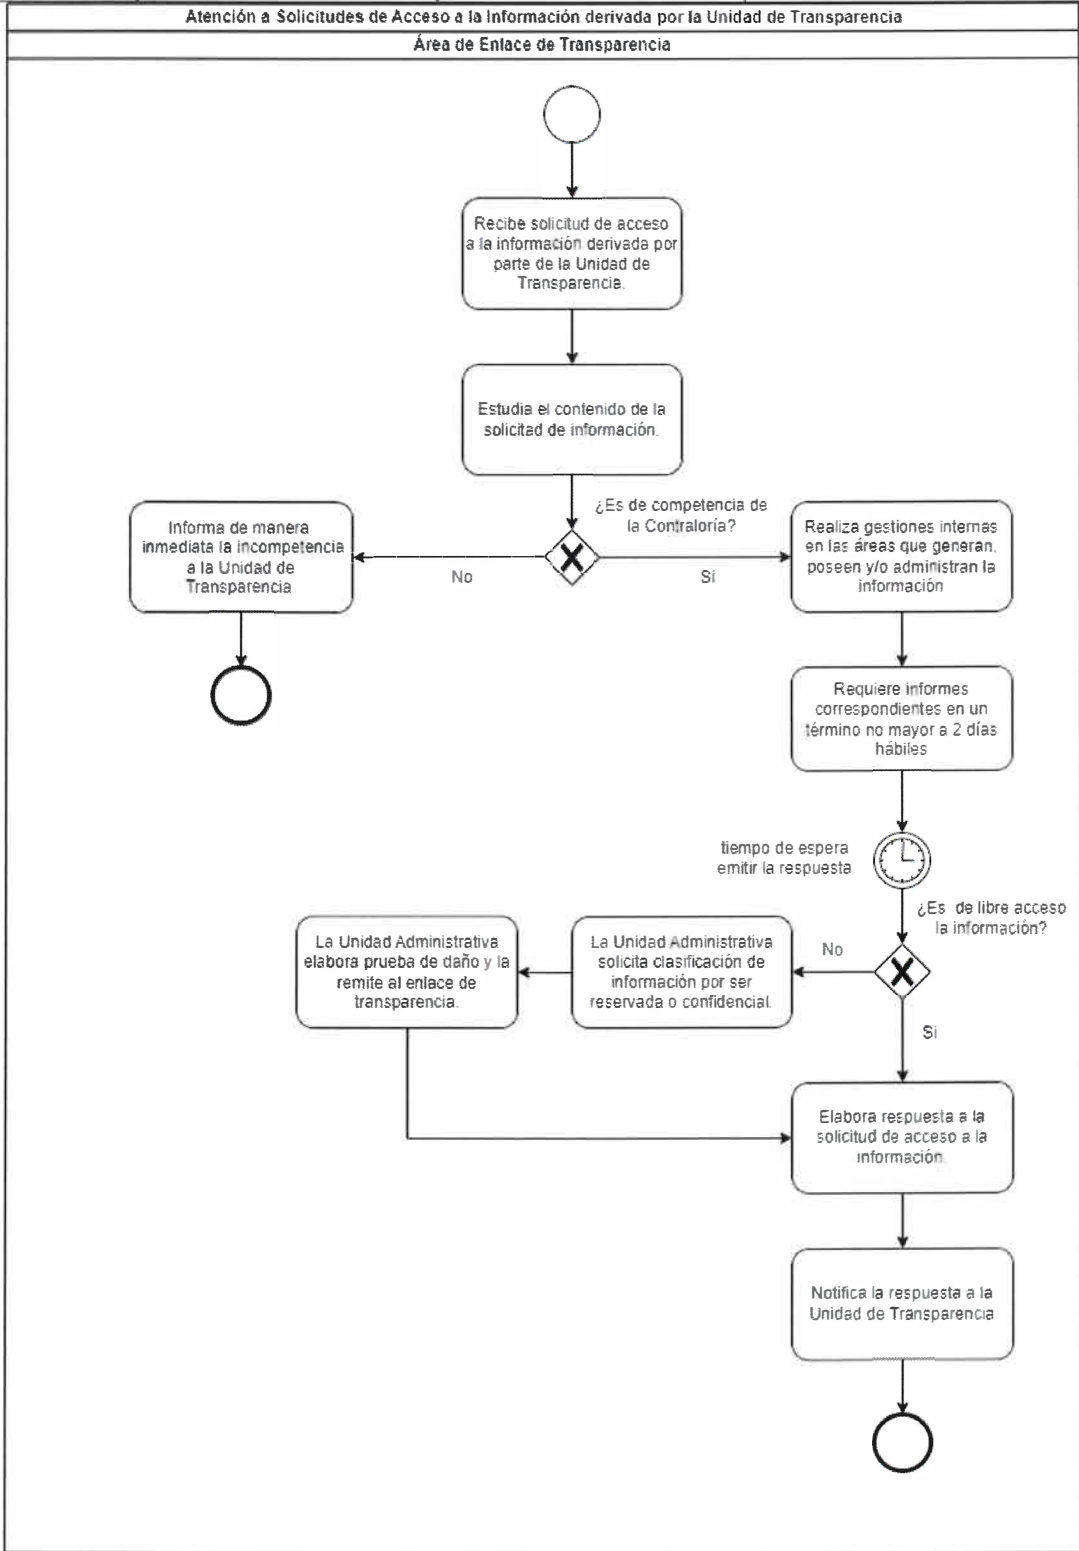 Atención a Solicitudes de Acceso a la Información derivada por la Unidad de Transparencia
Área de Enlace de Transparencia
Recibe solicitud de acceso
a la información derivada por
parte de la Unidad de
Transparencia.
Estudia el contenido de la
solicitad de información.
¿Es de competencia de
la Contraloría?
No
Si
Informa de manera
inmediata la incompetencia
a la Unidad de
Transparencia
Realiza gestiones internas
en las áreas que generan,
poseen y/o administran la
información
Requiere informes
correspondientes en un
término no mayor a 2 días
hábiles
tiempo de espera
emitir la respuesta
¿Es de libre acceso
la información?
No
Si
La Unidad Administrativa
solicita clasificación de
información por ser
reservada o confidencial.
La Unidad Administrativa
elabora prueba de daño y la
remite al enlace de
transparencia.
Elabora respuesta a la
solicitud de acceso a la
información.
Notifica la respuesta a la
Unidad de Transparencia